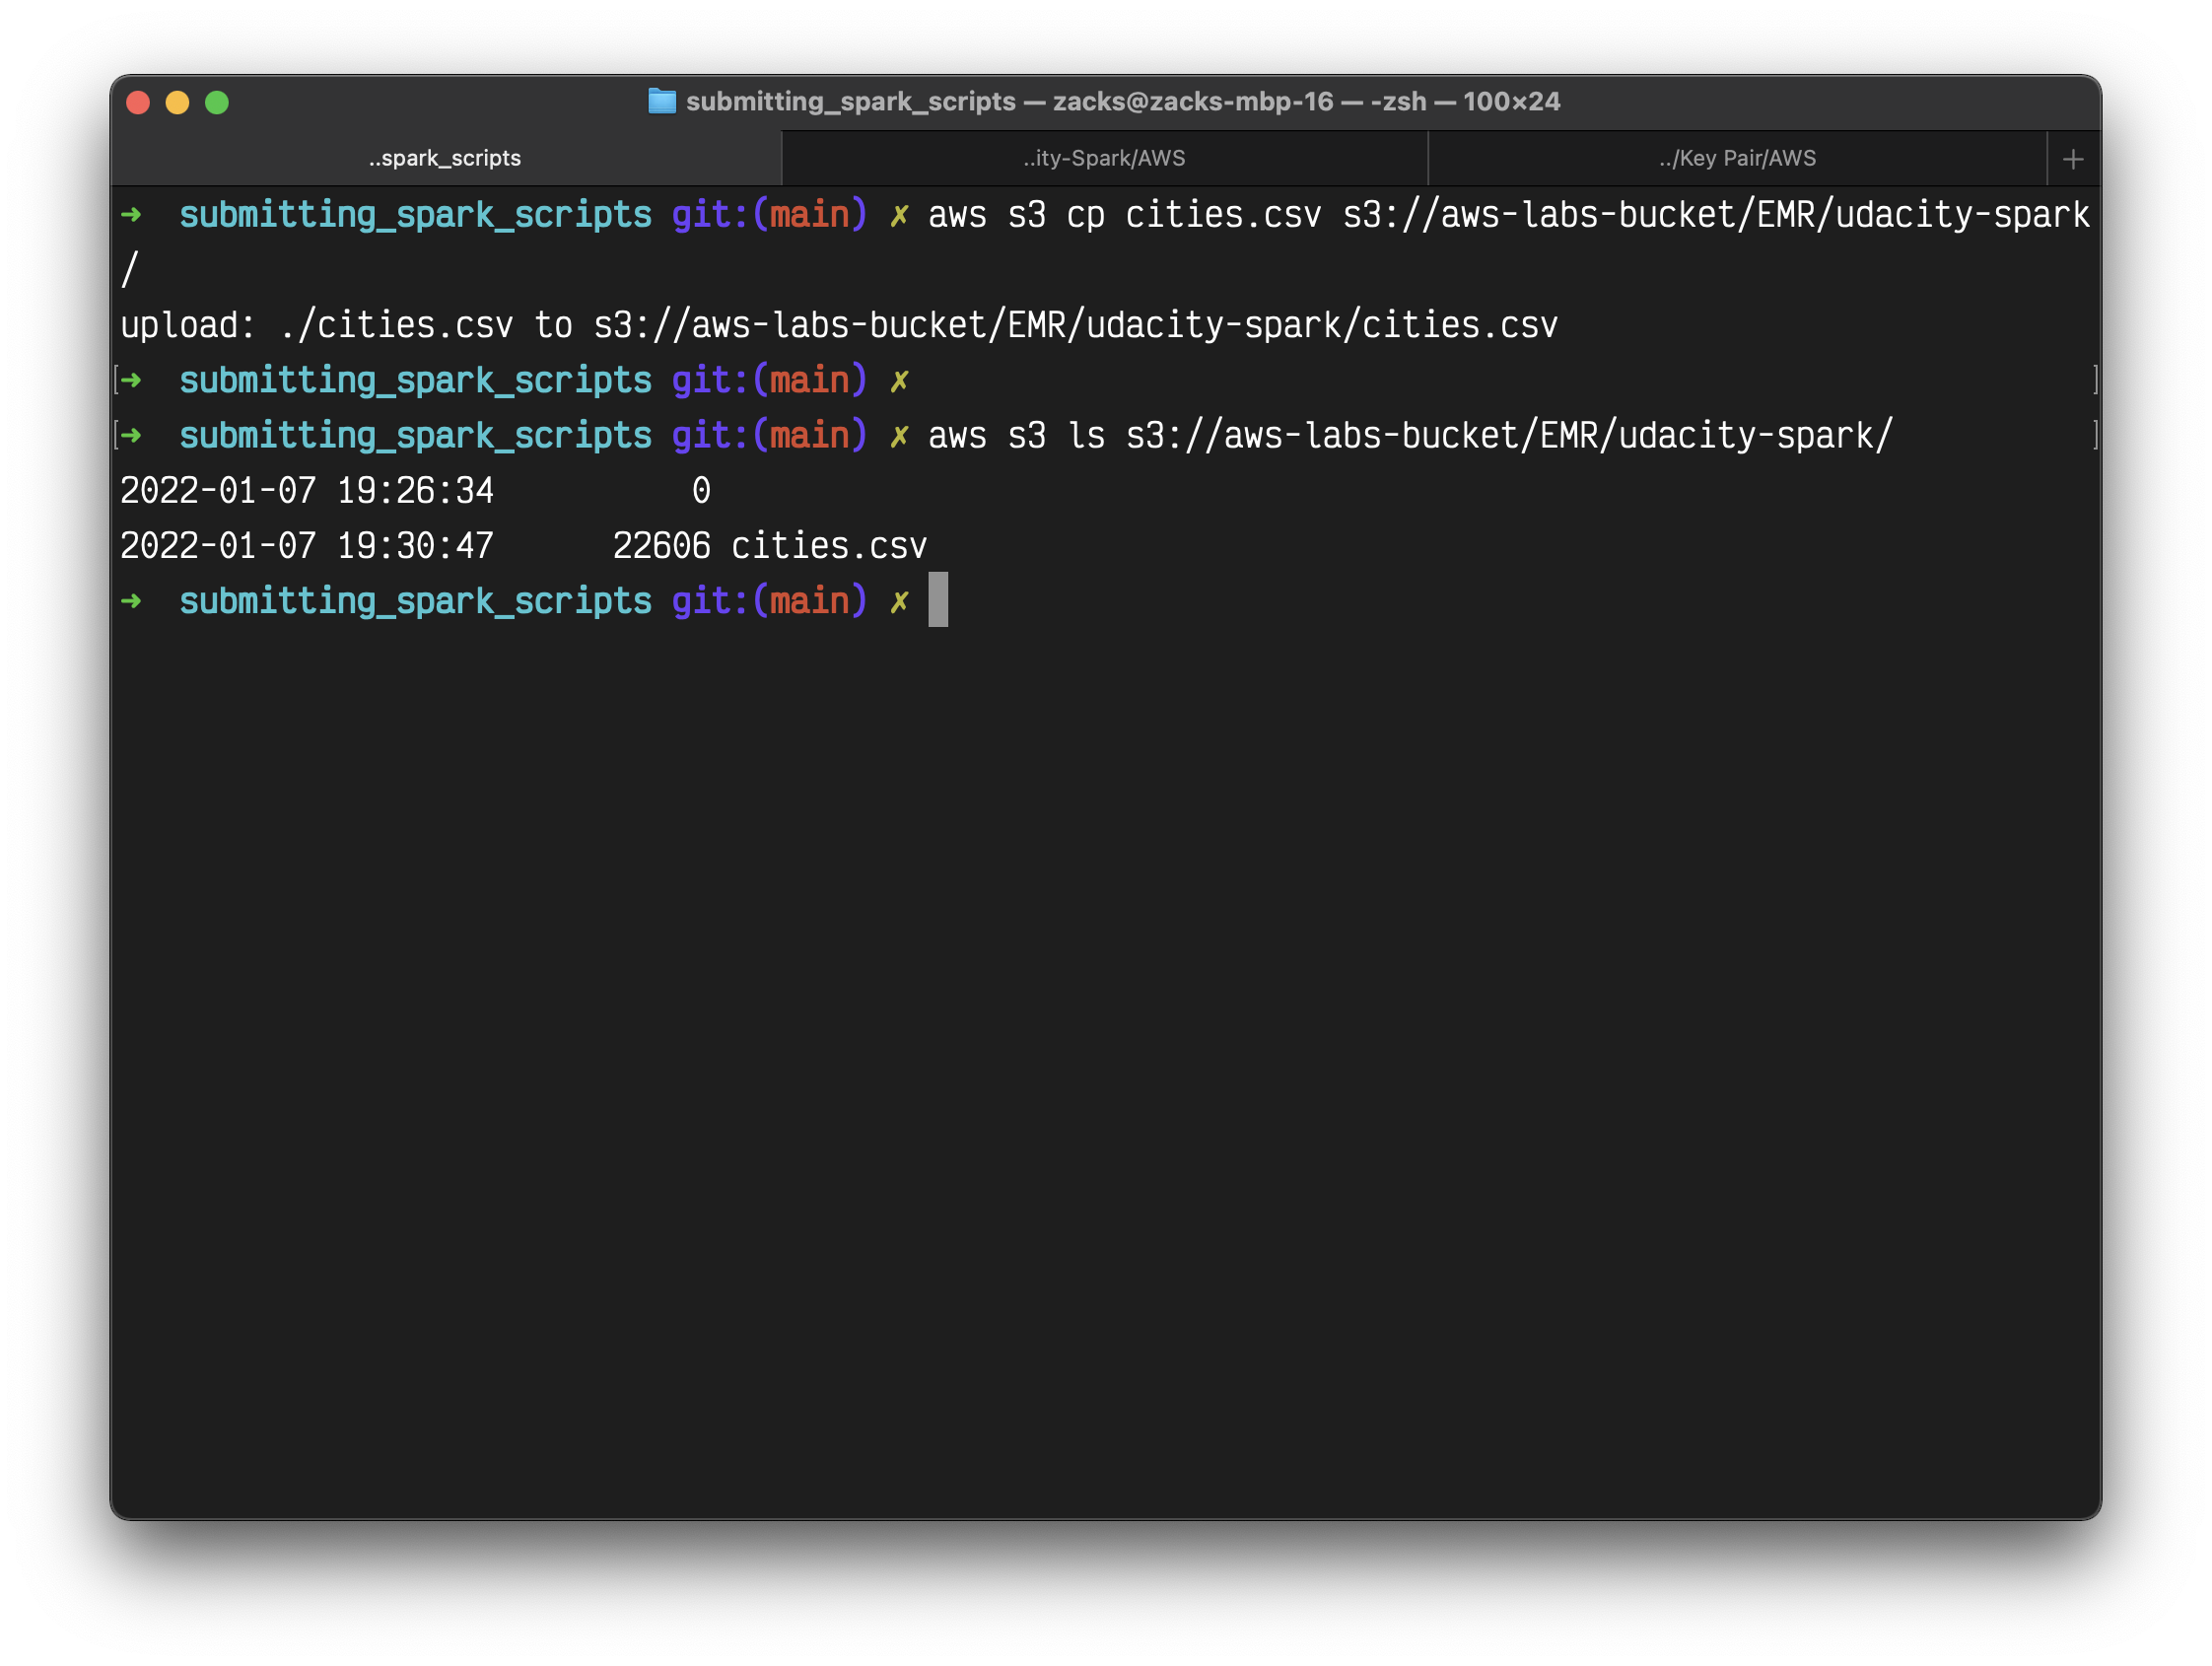 submitting_spark_scripts — zacks@zacks-mbp-16 — -zsh — 100×24
..spark_scripts ..ity-Spark/AWS ../Key Pair/AWS +
➜  submitting_spark_scripts git:(main) ✗ aws s3 cp cities.csv s3://aws-labs-bucket/EMR/udacity-spark
/
upload: ./cities.csv to s3://aws-labs-bucket/EMR/udacity-spark/cities.csv
[➜  submitting_spark_scripts git:(main) ✗ ]
[➜  submitting_spark_scripts git:(main) ✗ aws s3 ls s3://aws-labs-bucket/EMR/udacity-spark/ ]
2022-01-07 19:26:34          0
2022-01-07 19:30:47      22606 cities.csv
➜  submitting_spark_scripts git:(main) ✗